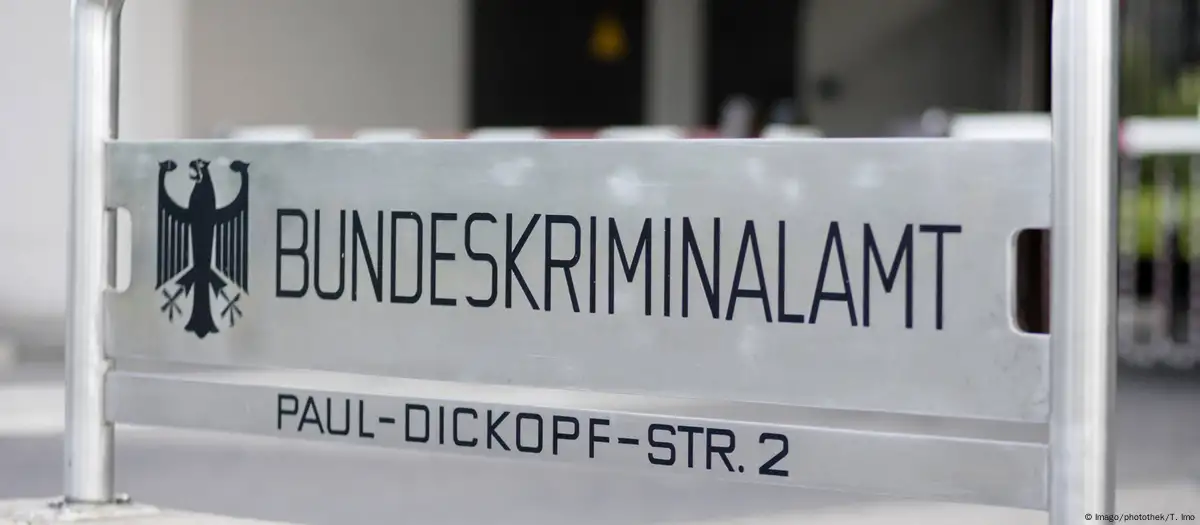 BUNDESKRIMINALAMT
PAUL-DICKOPF-STR. 2
© Imago/photothek/T. Imo